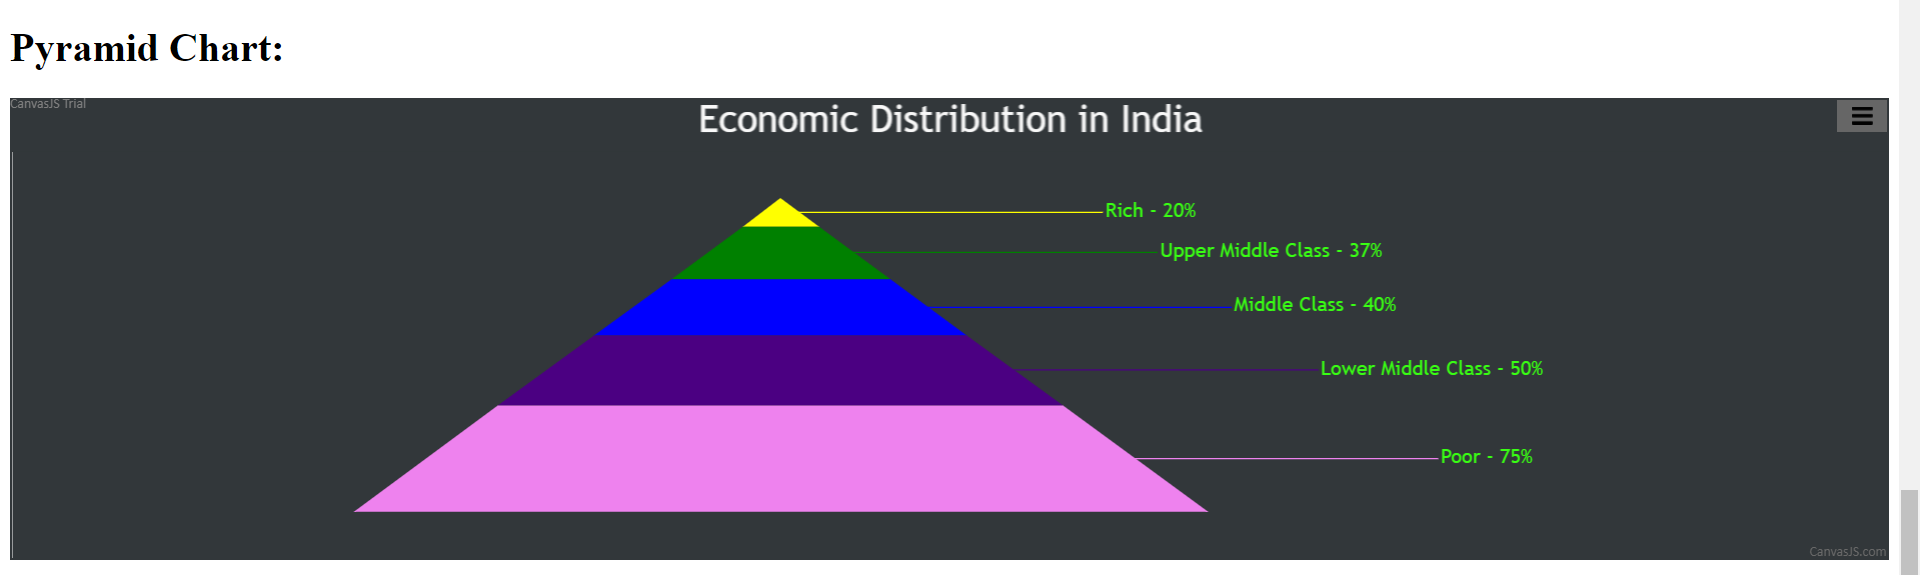 Pyramid Chart:
CanvasJS Trial
Economic Distribution in India
Rich - 20%
Upper Middle Class - 37%
Middle Class - 40%
Lower Middle Class - 50%
Poor - 75%
CanvasJS.com